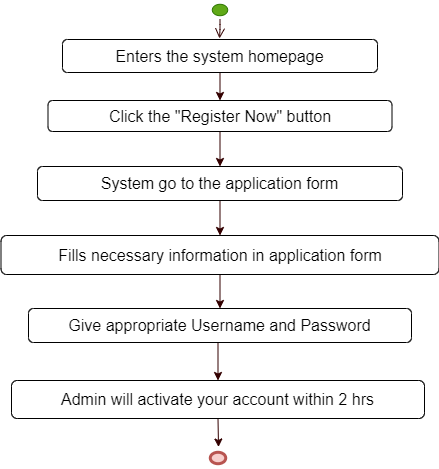 Enters the system homepage
Click the "Register Now" button
System go to the application form
Fills necessary information in application form
Give appropriate Username and Password
Admin will activate your account within 2 hrs